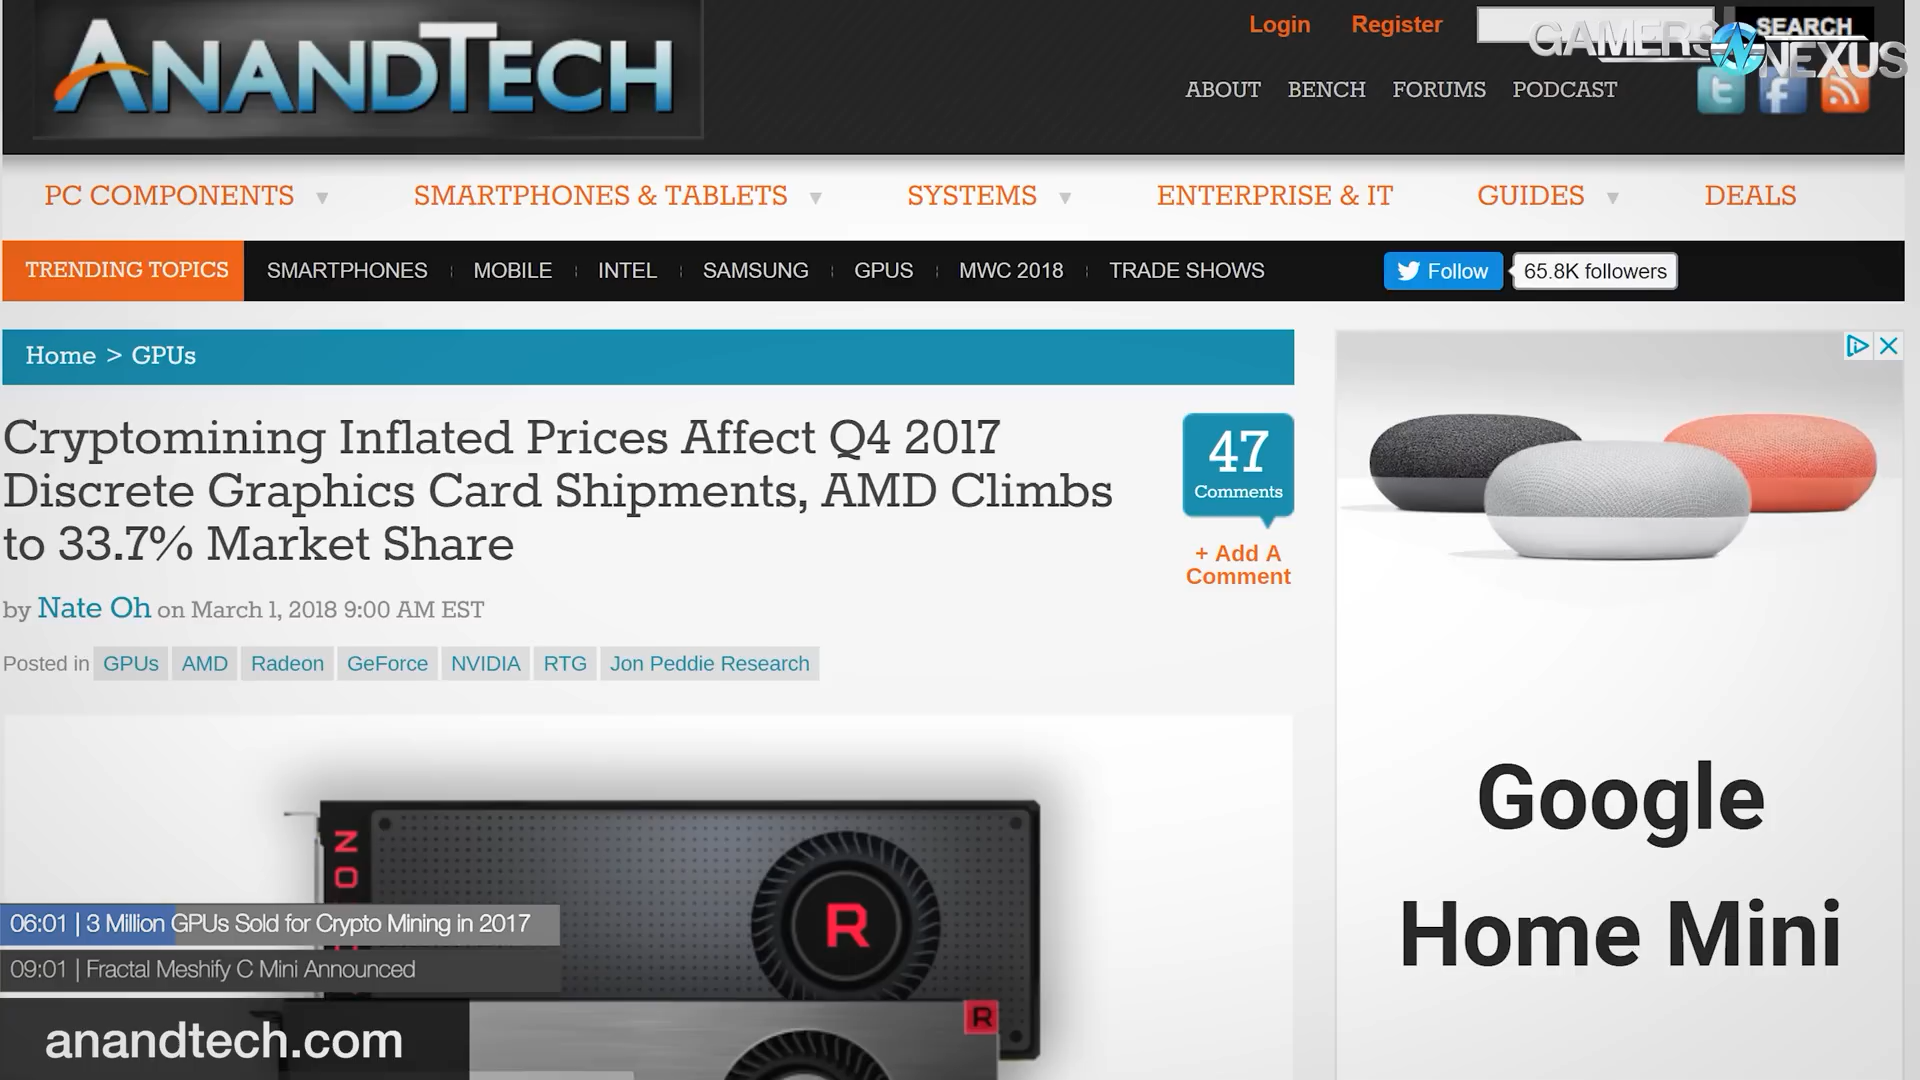 ANANDTECH
Login Register SEARCH
GAMERS NEXUS
ABOUT BENCH FORUMS PODCAST
PC COMPONENTS SMARTPHONES & TABLETS SYSTEMS ENTERPRISE & IT GUIDES DEALS
TRENDING TOPICS SMARTPHONES MOBILE INTEL SAMSUNG GPUS MWC 2018 TRADE SHOWS Follow 65.8K followers
Home > GPUs
Cryptomining Inflated Prices Affect Q4 2017
Discrete Graphics Card Shipments, AMD Climbs
to 33.7% Market Share
47
Comments
+ Add A
Comment
by Nate Oh on March 1, 2018 9:00 AM EST
Posted in GPUs AMD Radeon GeForce NVIDIA RTG Jon Peddie Research
R
R
Google
Home Mini
06:01 | 3 Million GPUs Sold for Crypto Mining in 2017
09:01 | Fractal Meshify C Mini Announced
anandtech.com